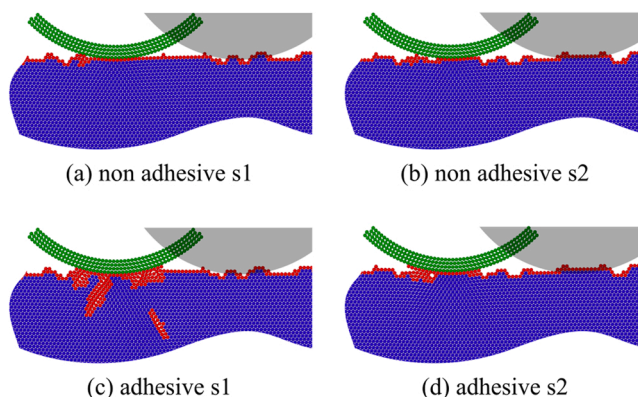 (a) non adhesive s1
(b) non adhesive s2
(c) adhesive s1
(d) adhesive s2